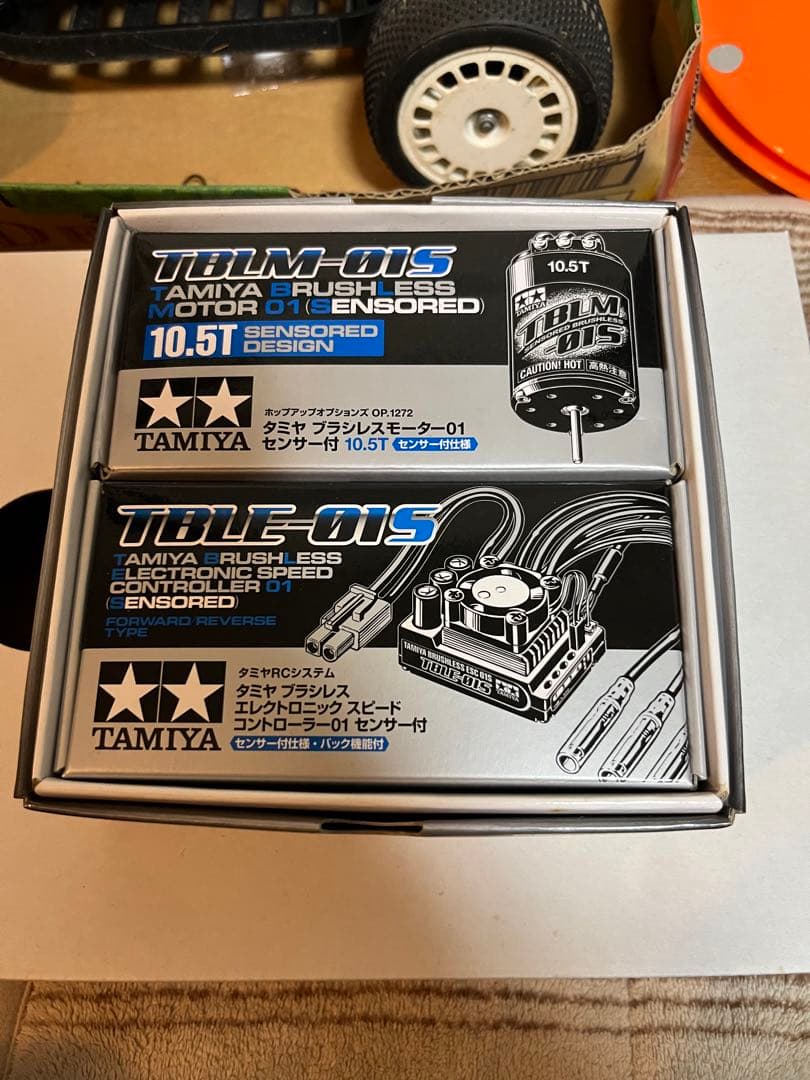 TBLM-01S
TAMIYA BRUSHLESS
MOTOR 01 (SENSORED)
10.5T SENSORED
DESIGN
TAMIYA
ホップアップオプションズ OP.1272
タミヤ ブラシレスモーター01
センサー付 10.5T センサー付仕様
10.5T
TAMIYA
TBLM
SENSORED BRUSHLESS
-01S
CAUTION! HOT 高熱注意
TBLE-01S
TAMIYA BRUSHLESS
ELECTRONIC SPEED
CONTROLLER 01
(SENSORED)
FORWARD/REVERSE
TYPE
TAMIYA
タミヤRCシステム
タミヤ ブラシレス
エレクトロニック スピード
コントローラー01 センサー付
センサー付仕様・バック機能付
TAMIYA BRUSHLESS ESC 01S
TBLE-01S
TAMIYA